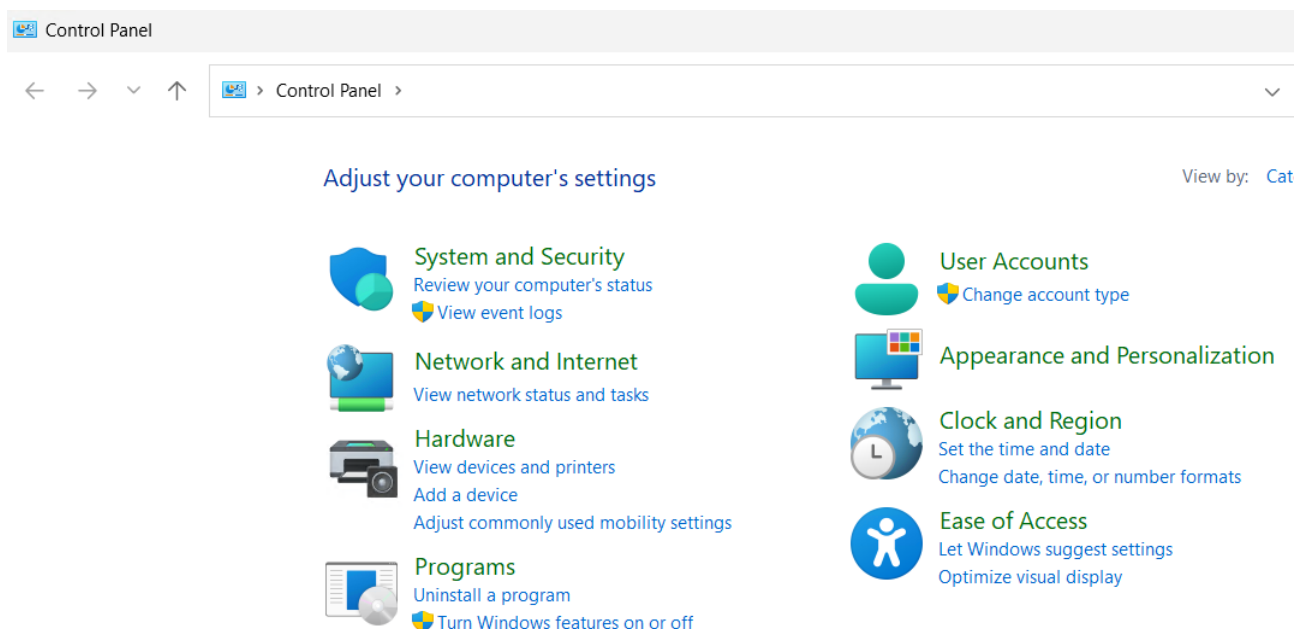 Control Panel
Control Panel
Adjust your computer's settings
View by:
System and Security
Review your computer's status
View event logs
Network and Internet
View network status and tasks
Hardware
View devices and printers
Add a device
Adjust commonly used mobility settings
Programs
Uninstall a program
Turn Windows features on or off
User Accounts
Change account type
Appearance and Personalization
Clock and Region
Set the time and date
Change date, time, or number formats
Ease of Access
Let Windows suggest settings
Optimize visual display